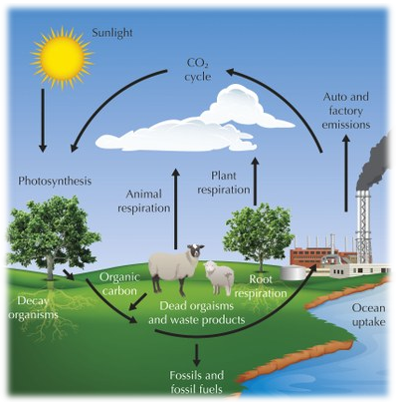 Sunlight
CO₂
cycle
Auto and
factory
emissions
Photosynthesis
Animal
respiration
Plant
respiration
Organic
carbon
Root
respiration
Decay
organisms
Dead orgaisms
and waste products
Ocean
uptake
Fossils and
fossil fuels